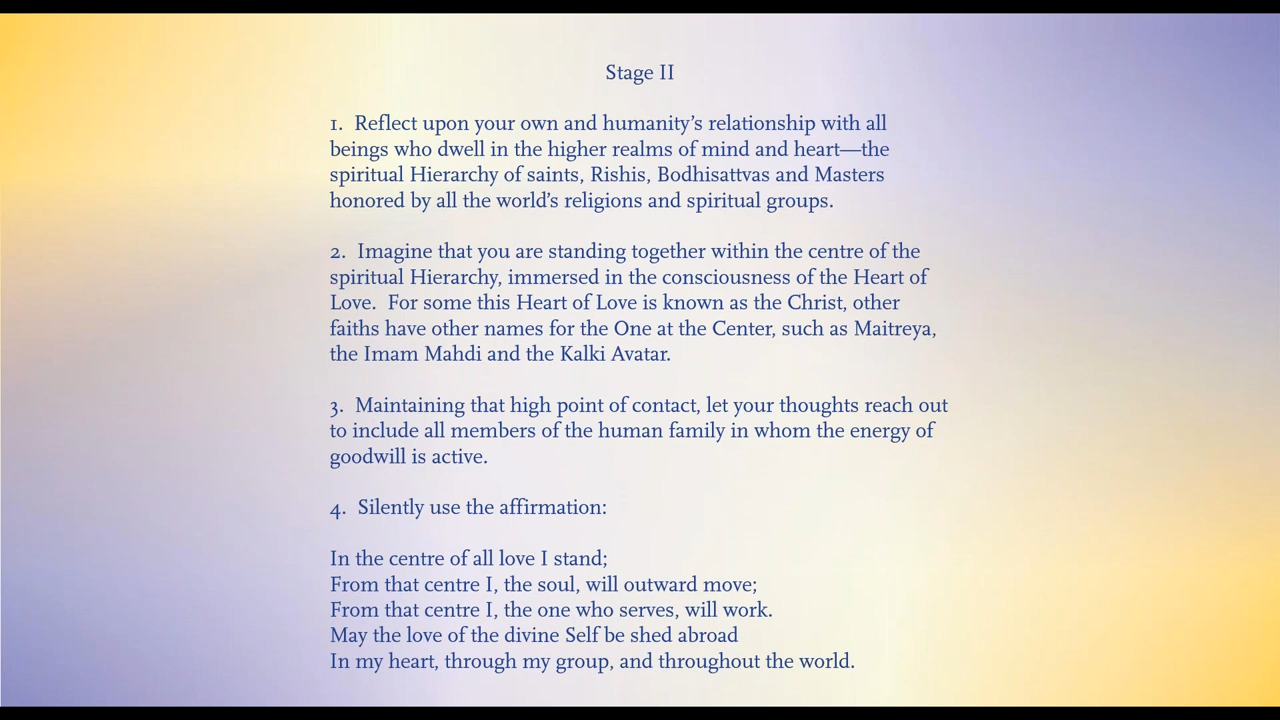 Stage II
1. Reflect upon your own and humanity’s relationship with all
beings who dwell in the higher realms of mind and heart—the
spiritual Hierarchy of saints, Rishis, Bodhisattvas and Masters
honored by all the world’s religions and spiritual groups.
2. Imagine that you are standing together within the centre of the
spiritual Hierarchy, immersed in the consciousness of the Heart of
Love. For some this Heart of Love is known as the Christ, other
faiths have other names for the One at the Center, such as Maitreya,
the Imam Mahdi and the Kalki Avatar.
3. Maintaining that high point of contact, let your thoughts reach out
to include all members of the human family in whom the energy of
goodwill is active.
4. Silently use the affirmation:
In the centre of all love I stand;
From that centre I, the soul, will outward move;
From that centre I, the one who serves, will work.
May the love of the divine Self be shed abroad
In my heart, through my group, and throughout the world.